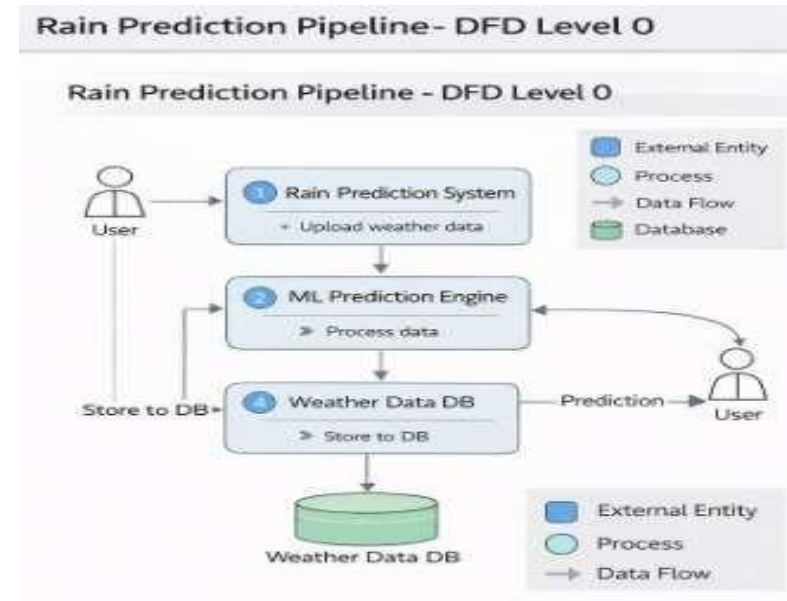 Rain Prediction Pipeline- DFD Level 0
Rain Prediction Pipeline - DFD Level 0
External Entity
Process
Data Flow
Database
User
1 Rain Prediction System
Upload weather data
2 ML Prediction Engine
» Process data
Store to DB
4 Weather Data DB
» Store to DB
Prediction
User
Weather Data DB
External Entity
Process
Data Flow